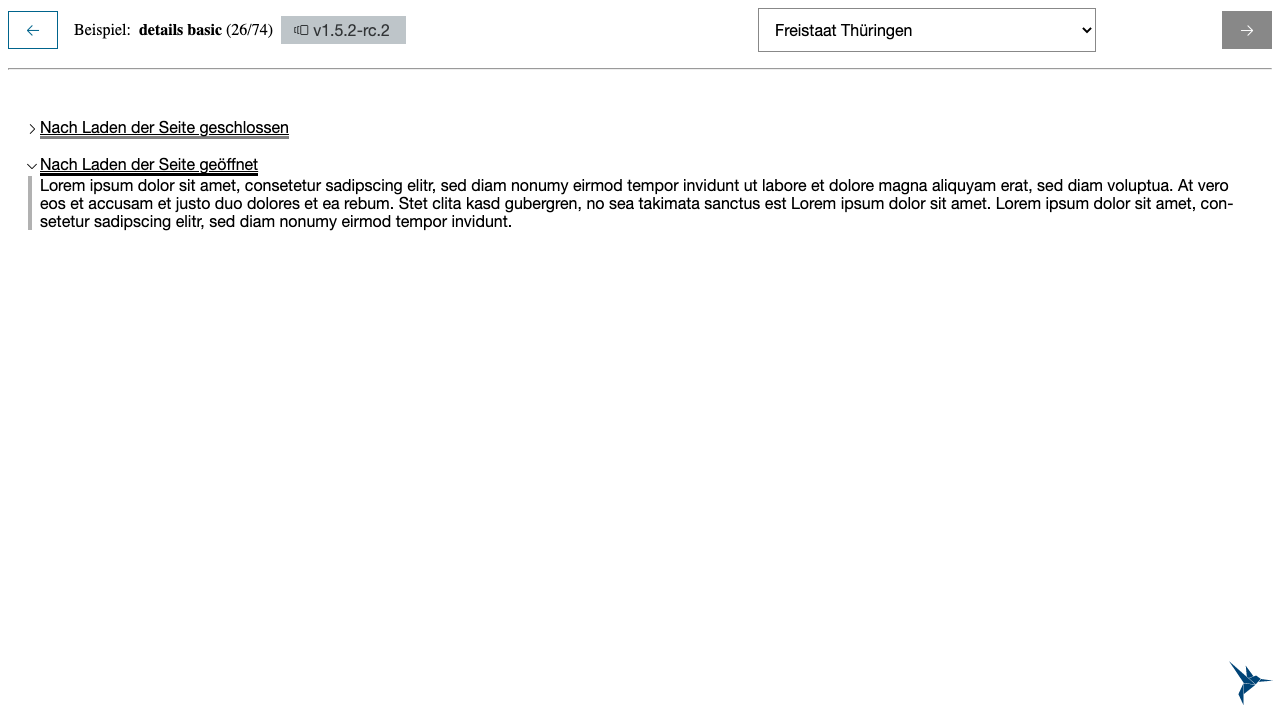 Beispiel: details basic (26/74) v1.5.2-rc.2 Freistaat Thüringen
Nach Laden der Seite geschlossen
Nach Laden der Seite geöffnet
Lorem ipsum dolor sit amet, consetetur sadipscing elitr, sed diam nonumy eirmod tempor invidunt ut labore et dolore magna aliquyam erat, sed diam voluptua. At vero
eos et accusam et justo duo dolores et ea rebum. Stet clita kasd gubergren, no sea takimata sanctus est Lorem ipsum dolor sit amet. Lorem ipsum dolor sit amet, con-
setetur sadipscing elitr, sed diam nonumy eirmod tempor invidunt.